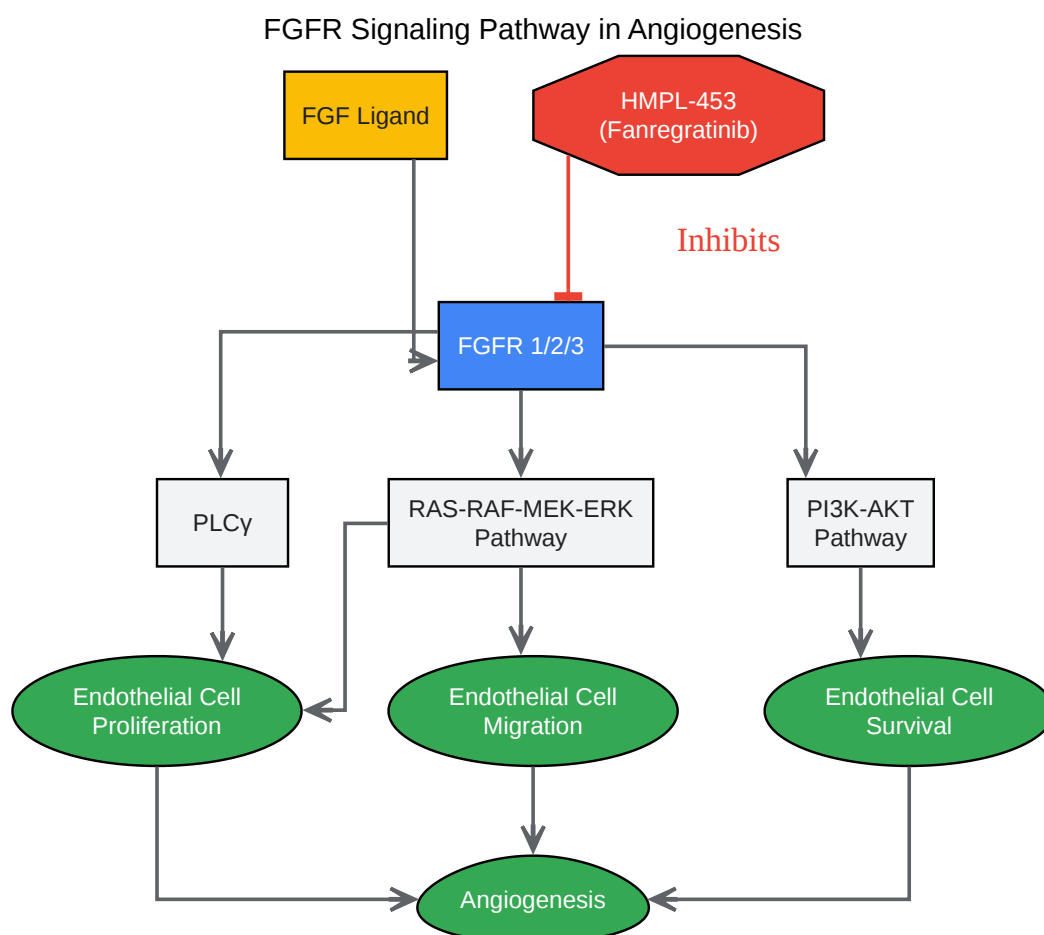 FGFR Signaling Pathway in Angiogenesis
FGF Ligand
HMPL-453
(Fanregratinib)
Inhibits
FGFR 1/2/3
PLCγ
RAS-RAF-MEK-ERK
Pathway
PI3K-AKT
Pathway
Endothelial Cell
Proliferation
Endothelial Cell
Migration
Endothelial Cell
Survival
Angiogenesis